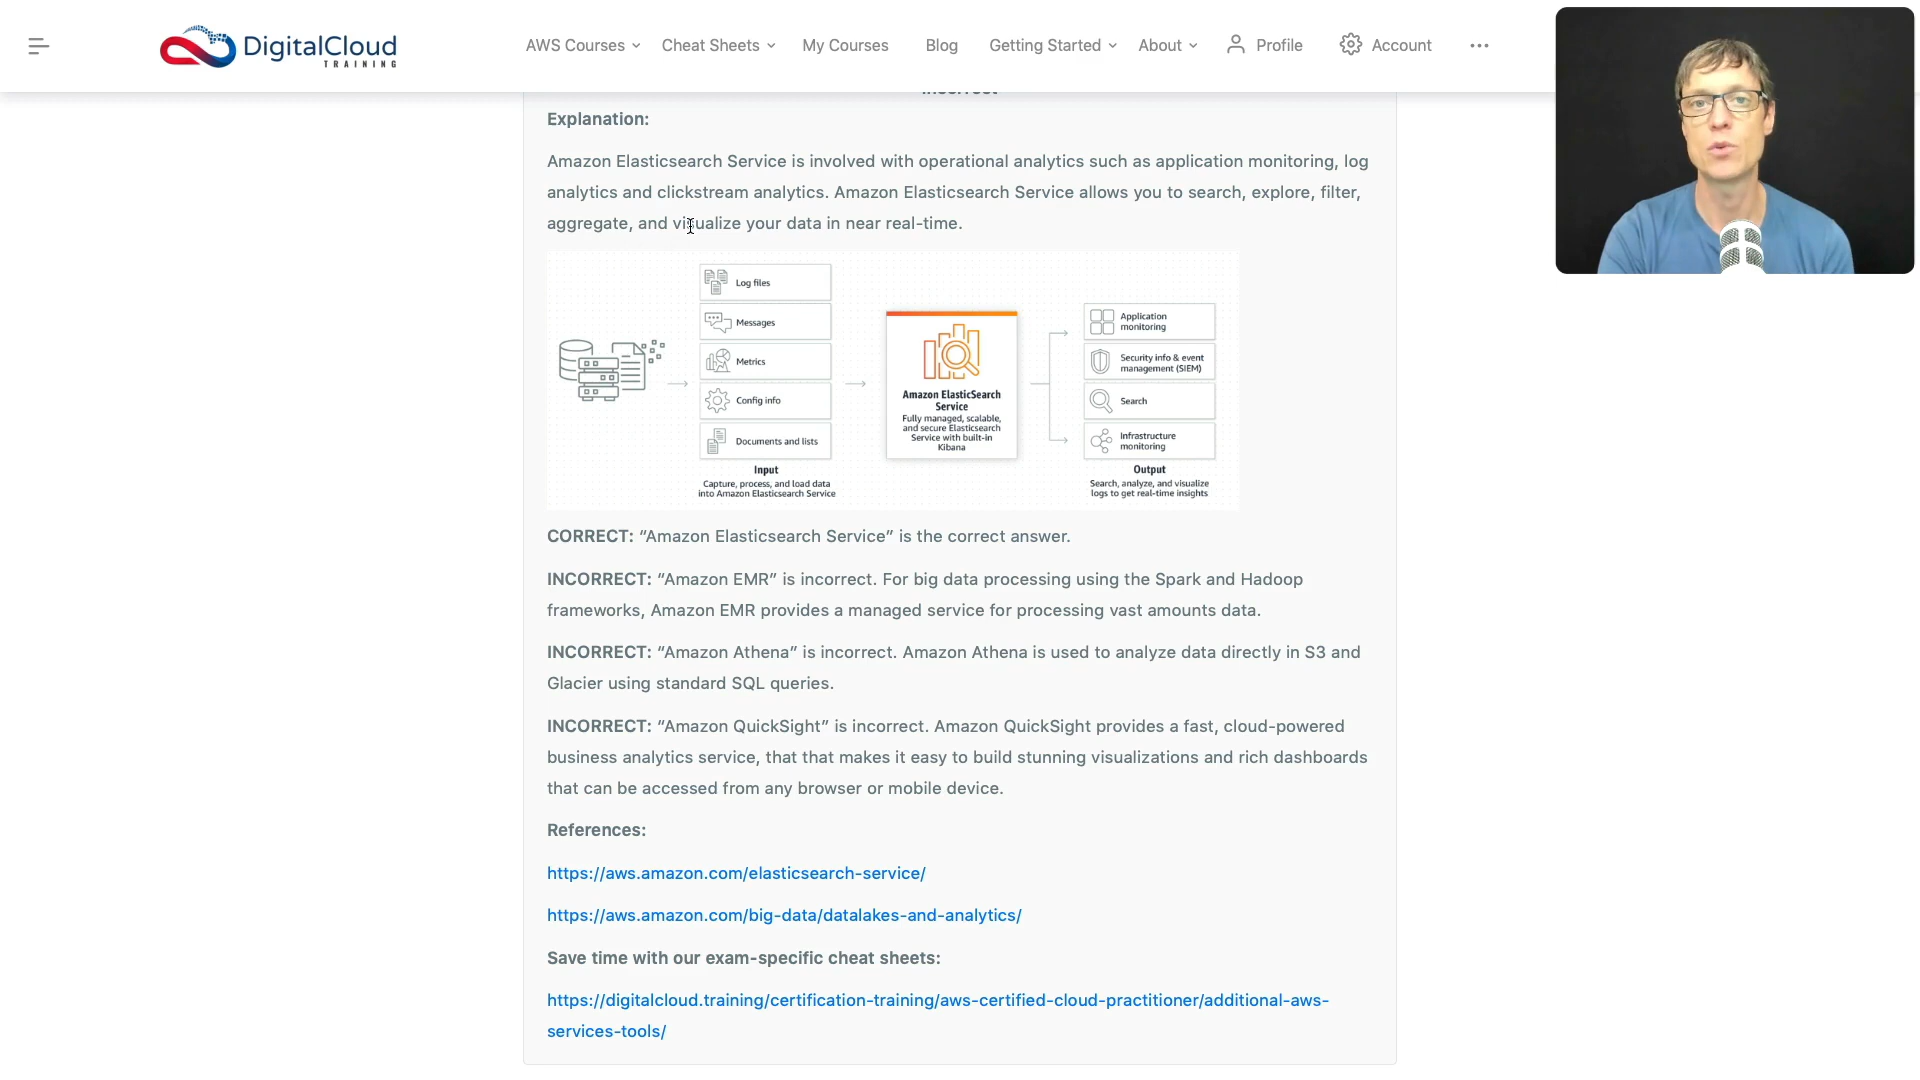 DigitalCloud
TRAINING
AWS Courses
Cheat Sheets
My Courses
Blog
Getting Started
About
Profile
Account
Incorrect
Explanation:
Amazon Elasticsearch Service is involved with operational analytics such as application monitoring, log
analytics and clickstream analytics. Amazon Elasticsearch Service allows you to search, explore, filter,
aggregate, and visualize your data in near real-time.
Log files
Messages
Metrics
Config info
Documents and lists
Input
Capture, process, and load data
into Amazon Elasticsearch Service
Amazon ElasticSearch
Service
Fully managed, scalable,
and secure Elasticsearch
Service with built-in
Kibana
Application
monitoring
Security info & event
management (SIEM)
Search
Infrastructure
monitoring
Output
Search, analyze, and visualize
logs to get real-time insights
CORRECT: “Amazon Elasticsearch Service” is the correct answer.
INCORRECT: “Amazon EMR” is incorrect. For big data processing using the Spark and Hadoop
frameworks, Amazon EMR provides a managed service for processing vast amounts data.
INCORRECT: “Amazon Athena” is incorrect. Amazon Athena is used to analyze data directly in S3 and
Glacier using standard SQL queries.
INCORRECT: “Amazon QuickSight” is incorrect. Amazon QuickSight provides a fast, cloud-powered
business analytics service, that that makes it easy to build stunning visualizations and rich dashboards
that can be accessed from any browser or mobile device.
References:
https://aws.amazon.com/elasticsearch-service/
https://aws.amazon.com/big-data/datalakes-and-analytics/
Save time with our exam-specific cheat sheets:
https://digitalcloud.training/certification-training/aws-certified-cloud-practitioner/additional-aws-
services-tools/